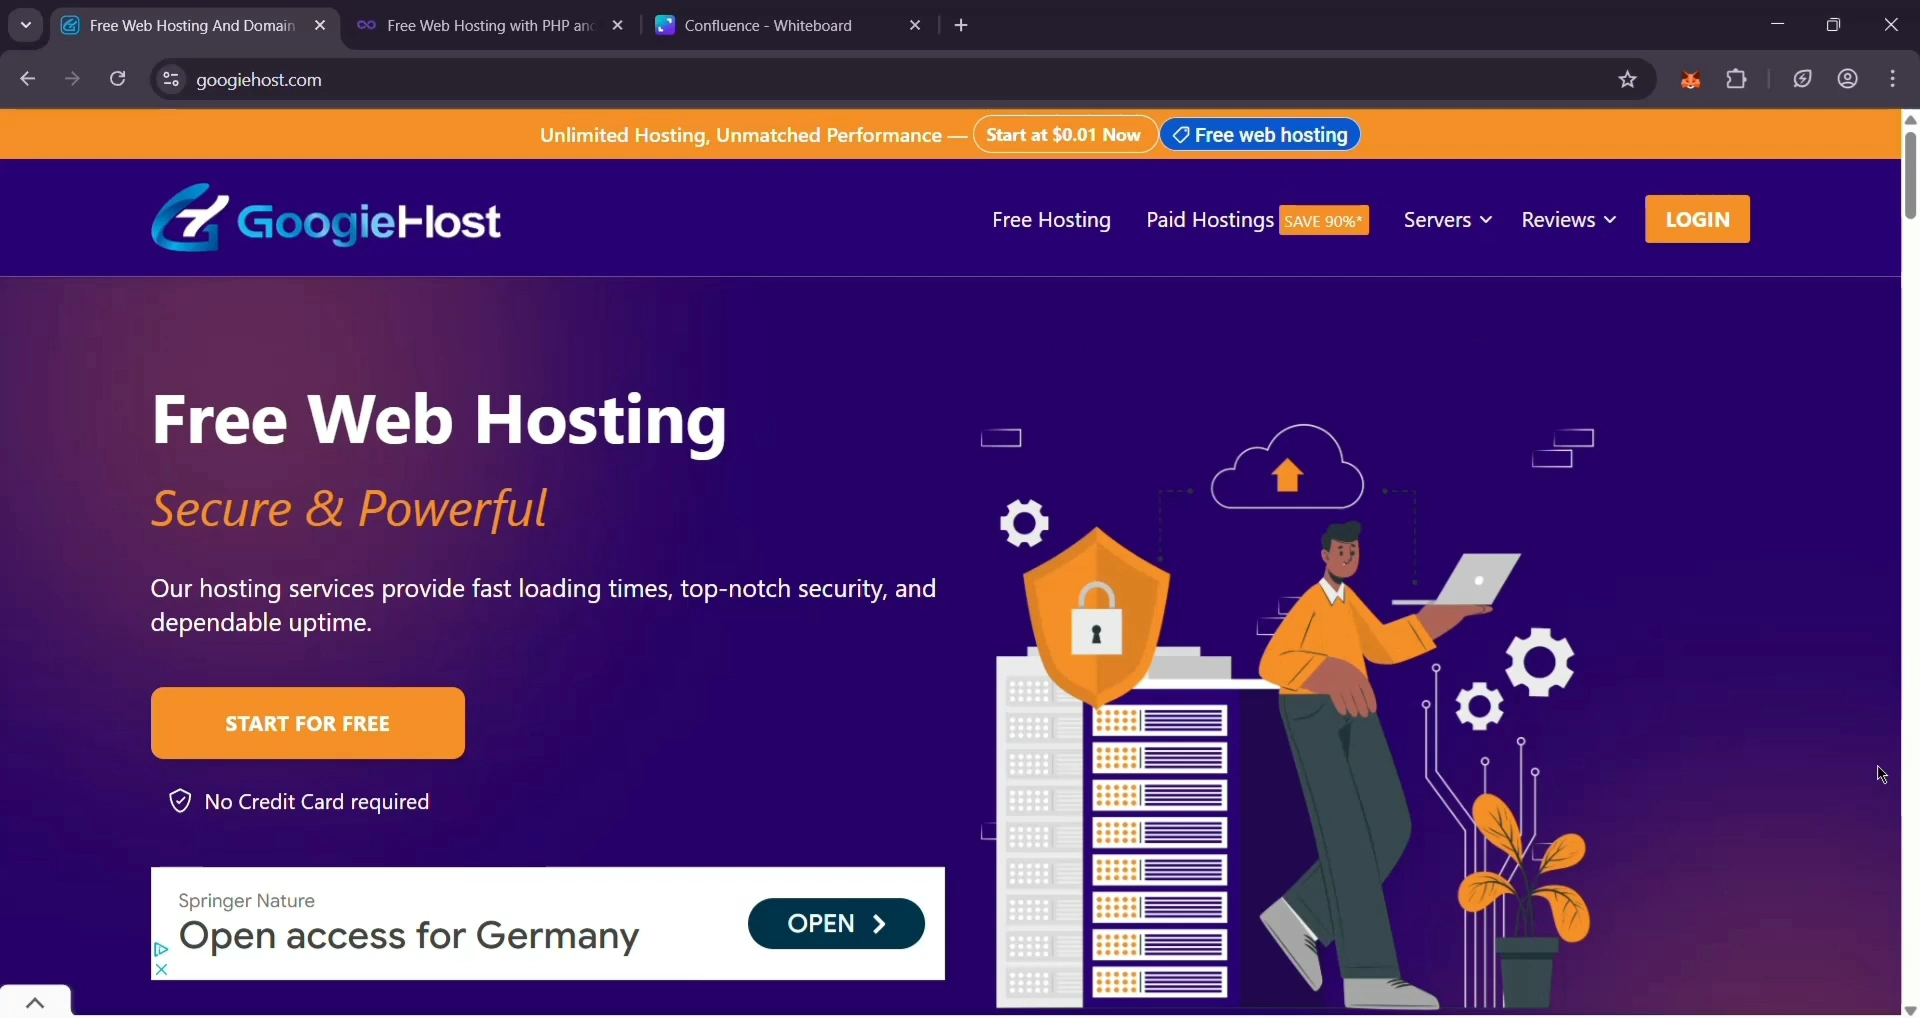 Free Web Hosting And Domain
Free Web Hosting with PHP and
Confluence - Whiteboard
googiehost.com
Unlimited Hosting, Unmatched Performance — Start at $0.01 Now Free web hosting
GoogieHost
Free Hosting Paid Hostings SAVE 90%* Servers Reviews LOGIN
Free Web Hosting
Secure & Powerful
Our hosting services provide fast loading times, top-notch security, and
dependable uptime.
START FOR FREE
No Credit Card required
Springer Nature
Open access for Germany
OPEN